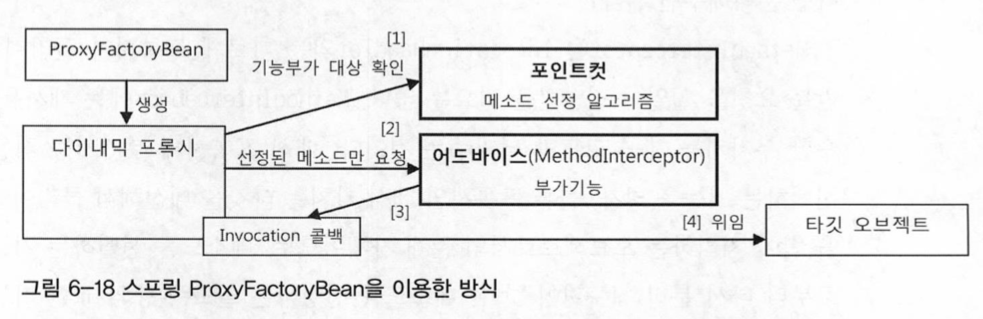 ProxyFactoryBean
생성
다이내믹 프록시
[1]
기능부가 대상 확인
포인트컷
메소드 선정 알고리즘
[2]
선정된 메소드만 요청
어드바이스(MethodInterceptor)
부가기능
[3]
Invocation 콜백
[4] 위임
타깃 오브젝트
그림 6-18 스프링 ProxyFactoryBean을 이용한 방식